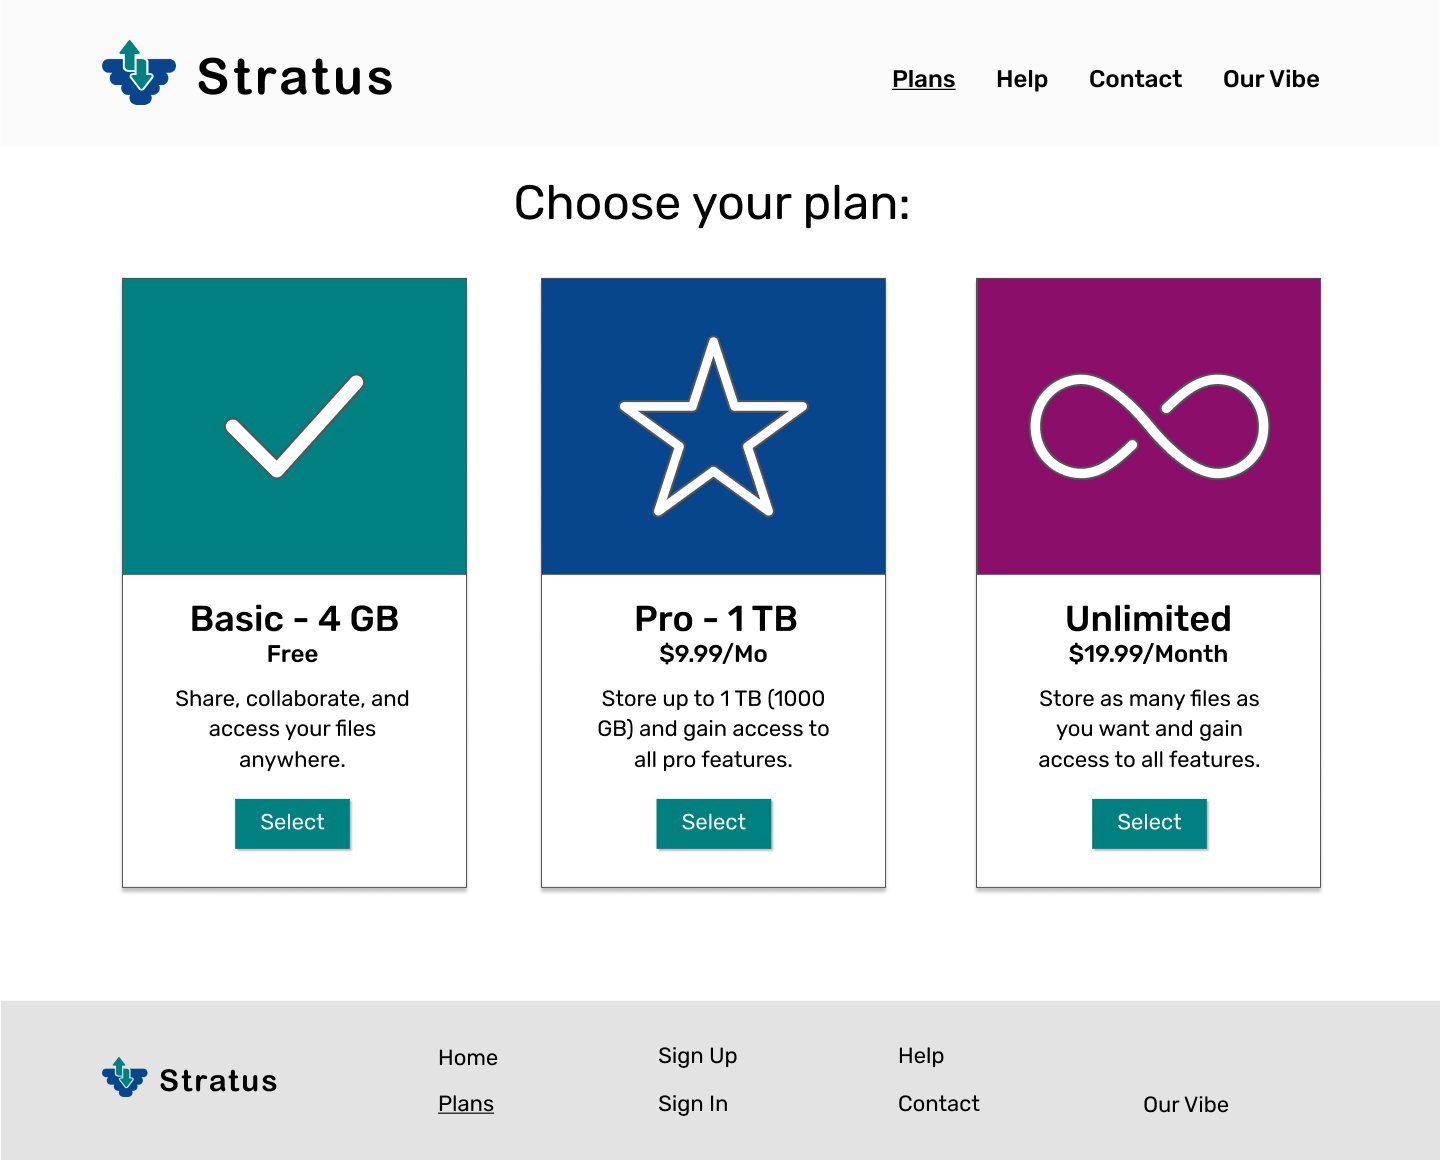 Stratus
Plans Help Contact Our Vibe
Choose your plan:
Basic - 4 GB
Free
Share, collaborate, and
access your files
anywhere.
Select
Pro - 1 TB
$9.99/Mo
Store up to 1 TB (1000
GB) and gain access to
all pro features.
Select
Unlimited
$19.99/Month
Store as many files as
you want and gain
access to all features.
Select
Stratus
Home
Plans
Sign Up
Sign In
Help
Contact
Our Vibe